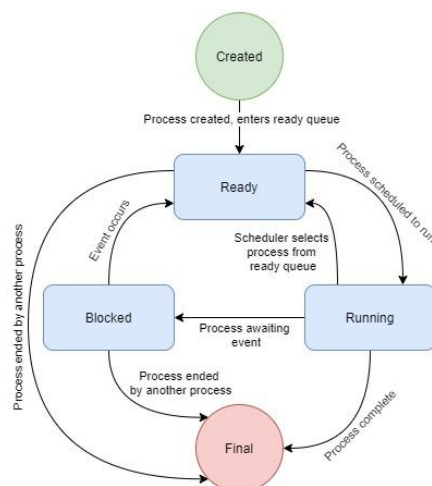 Created
Process created, enters ready queue
Ready
Process scheduled to run
Event occurs
Scheduler selects
process from
ready queue
Process ended by another process
Blocked
Process awaiting
event
Running
Process ended
by another process
Final
Process complete